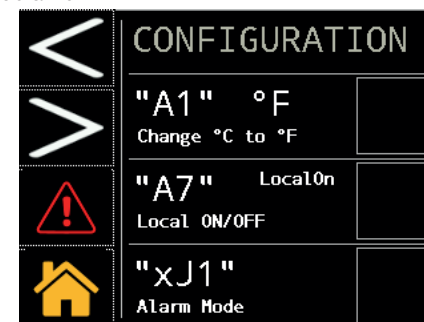 CONFIGURATION
"A1" °F
Change °C to °F
"A7" LocalOn
Local ON/OFF
"xJ1"
Alarm Mode